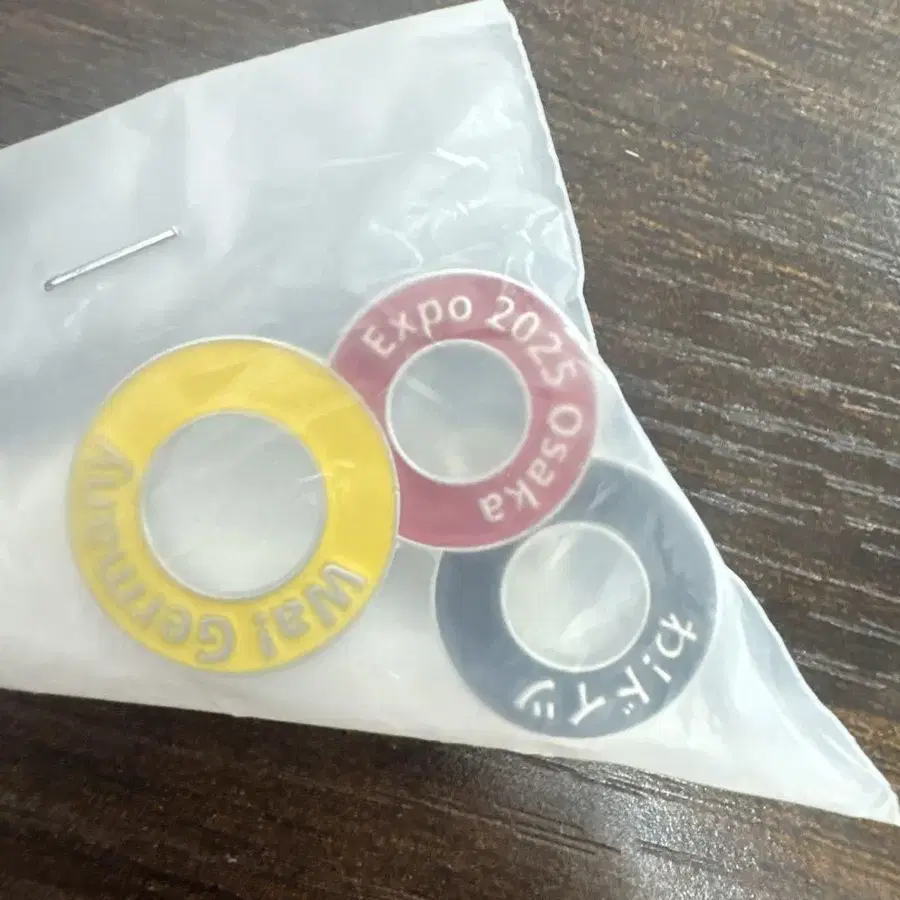 Expo 2025 Osaka
Wa! Germany
わ!ドイツ